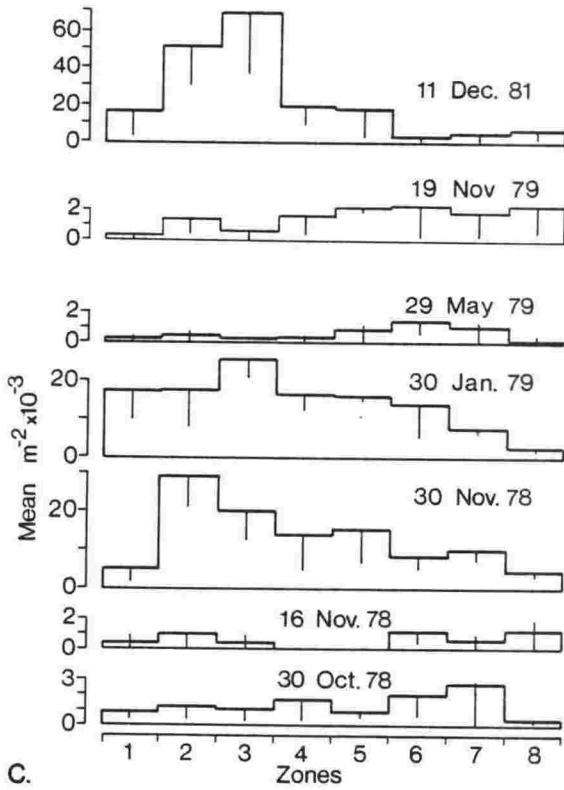 60
40
20
0
11 Dec. 81
2
0
19 Nov 79
2
0
29 May 79
20
0
30 Jan. 79
20
0
30 Nov. 78
2
0
16 Nov. 78
3
0
30 Oct. 78
Mean m⁻² x10⁻³
1 2 3 4 5 6 7 8
Zones
C.